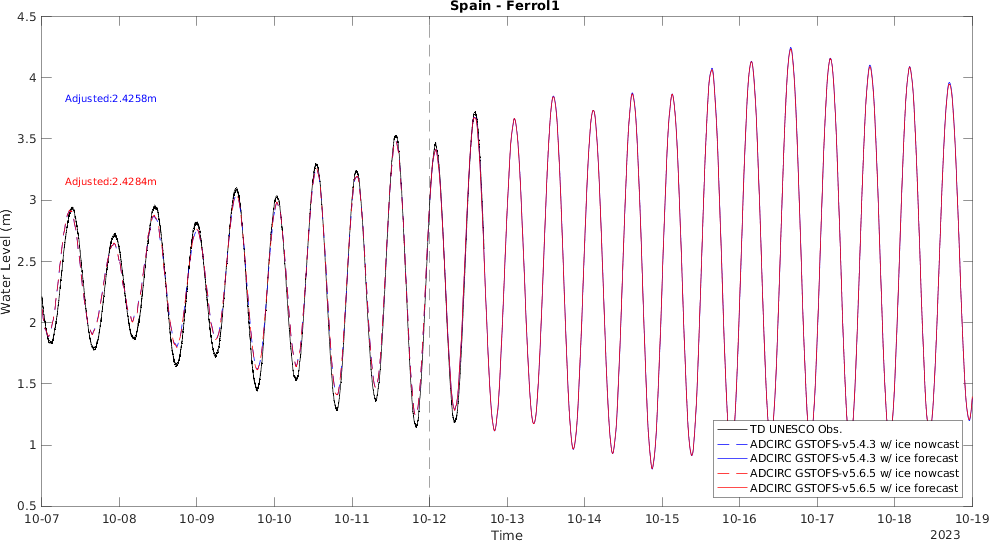 Spain - Ferrol1
4.5
4
3.5
3
2.5
2
1.5
1
0.5
Water Level (m)
Adjusted:2.4258m
Adjusted:2.4284m
TD UNESCO Obs.
ADCIRC GSTOFS-v5.4.3 w/ ice nowcast
ADCIRC GSTOFS-v5.4.3 w/ ice forecast
ADCIRC GSTOFS-v5.6.5 w/ ice nowcast
ADCIRC GSTOFS-v5.6.5 w/ ice forecast
10-07 10-08 10-09 10-10 10-11 10-12 10-13 10-14 10-15 10-16 10-17 10-18 10-19
Time
2023